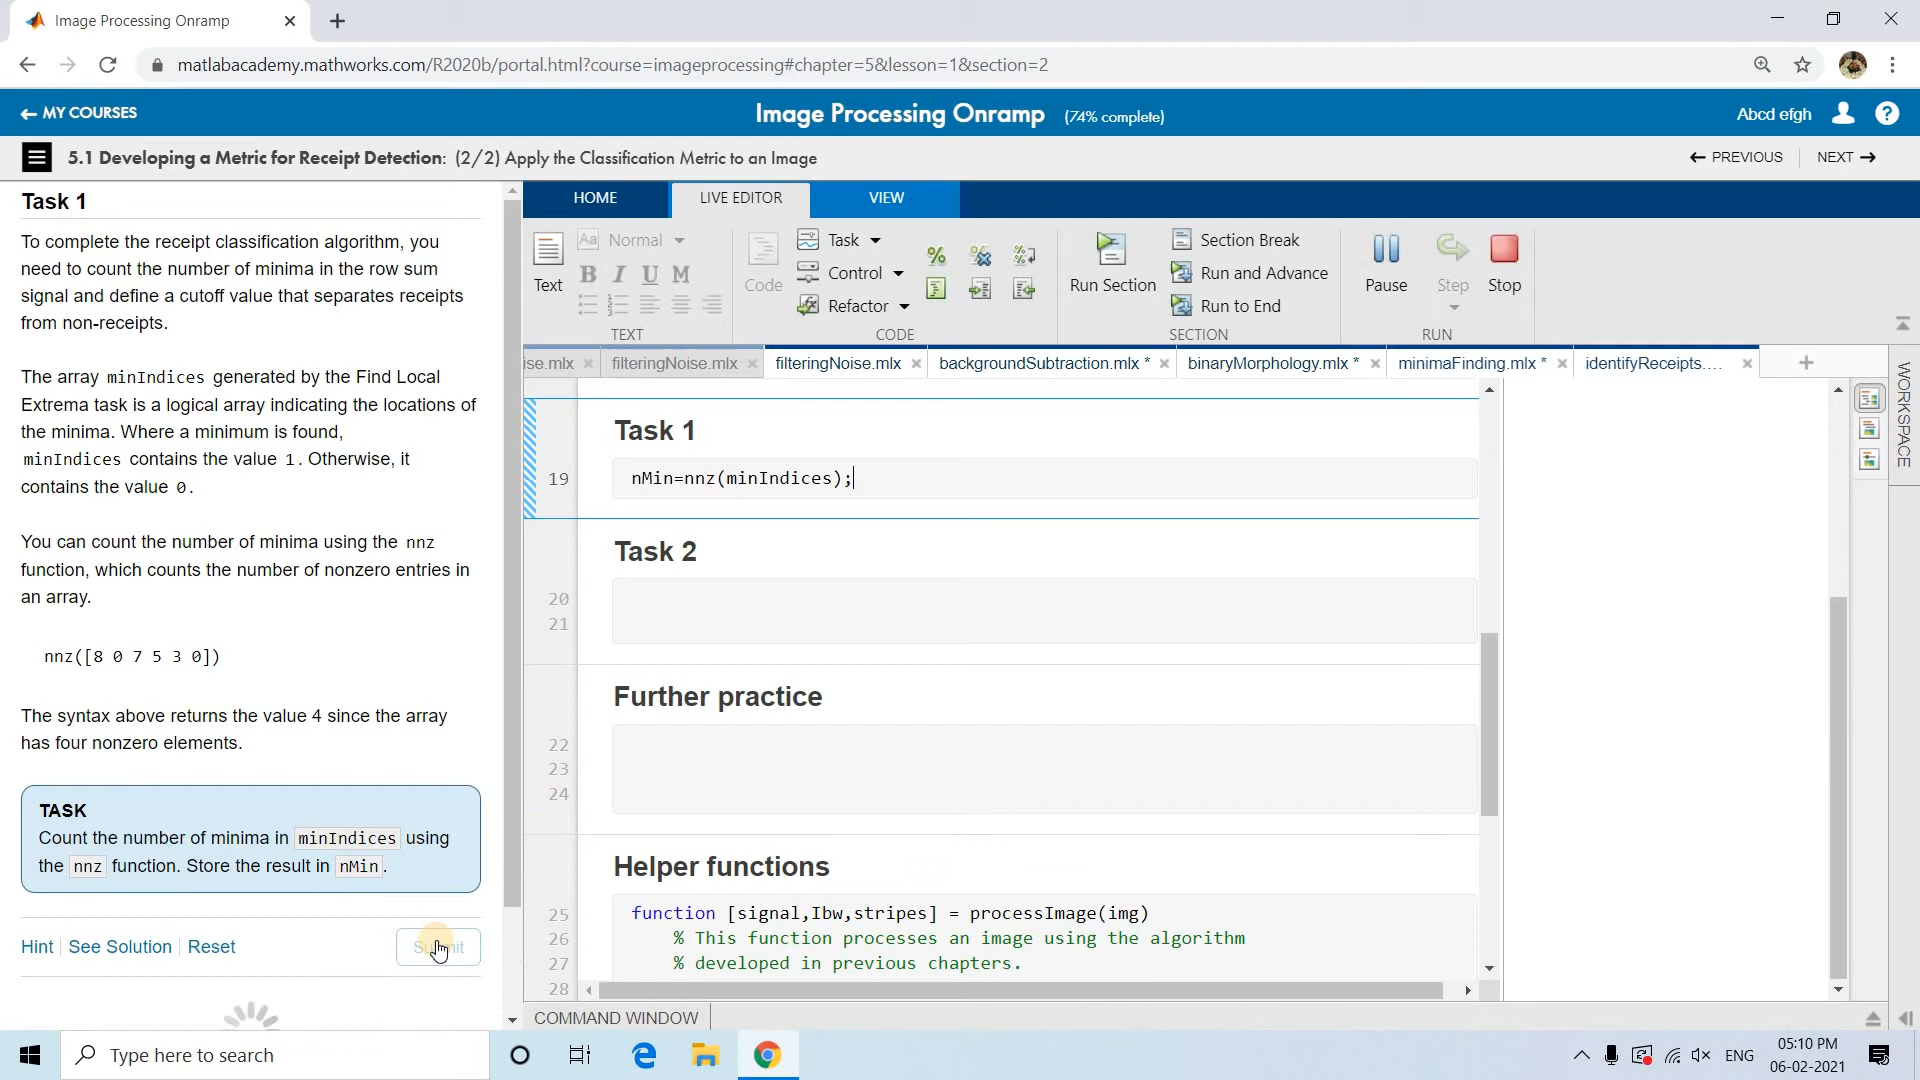 Image Processing Onramp
matlabacademy.mathworks.com/R2020b/portal.html?course=imageprocessing#chapter=5&lesson=1&section=2
MY COURSES
Image Processing Onramp (74% complete)
Abcd efgh
5.1 Developing a Metric for Receipt Detection: (2/2) Apply the Classification Metric to an Image
PREVIOUS
NEXT
Task 1
To complete the receipt classification algorithm, you
need to count the number of minima in the row sum
signal and define a cutoff value that separates receipts
from non-receipts.
The array minIndices generated by the Find Local
Extrema task is a logical array indicating the locations of
the minima. Where a minimum is found,
minIndices contains the value 1. Otherwise, it
contains the value 0.
You can count the number of minima using the nnz
function, which counts the number of nonzero entries in
an array.
nnz([8 0 7 5 3 0])
The syntax above returns the value 4 since the array
has four nonzero elements.
TASK
Count the number of minima in minIndices using
the nnz function. Store the result in nMin.
Hint
See Solution
Reset
Submit
HOME
LIVE EDITOR
VIEW
Text
Aa Normal
B I U M
TEXT
Code
Task
Control
Refactor
CODE
Run Section
Section Break
Run and Advance
Run to End
SECTION
Pause
Step
Stop
RUN
ise.mlx
filteringNoise.mlx
filteringNoise.mlx
backgroundSubtraction.mlx *
binaryMorphology.mlx *
minimaFinding.mlx *
identifyReceipts....
WORKSPACE
Task 1
19 nMin=nnz(minIndices);
Task 2
20
21
Further practice
22
23
24
Helper functions
25 function [signal,Ibw,stripes] = processImage(img)
26 % This function processes an image using the algorithm
27 % developed in previous chapters.
28
COMMAND WINDOW
Type here to search
ENG
05:10 PM
06-02-2021